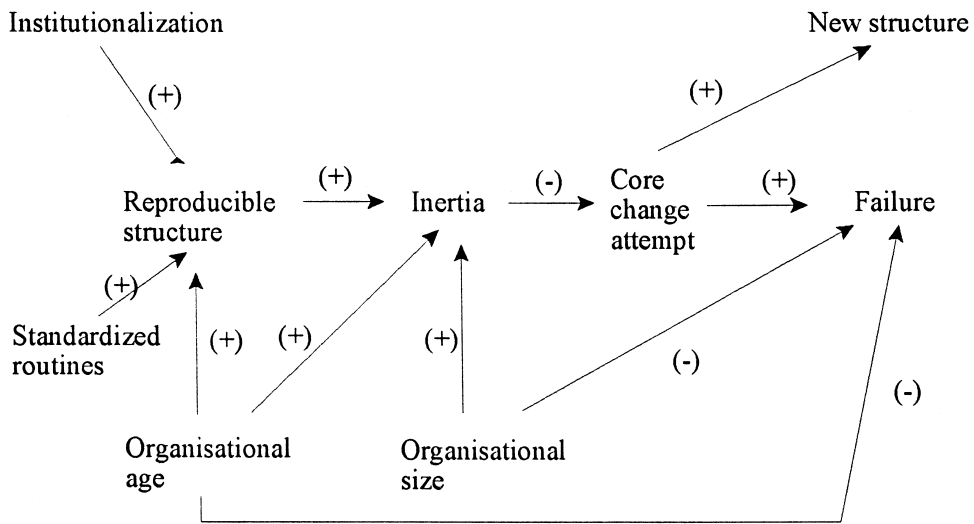 Institutionalization
New structure
(+)
(+)
Reproducible
structure
(+)
Inertia
(-)
Core
change
attempt
(+)
Failure
(+)
Standardized
routines
(+)
(+)
(+)
(-)
(-)
Organisational
age
Organisational
size